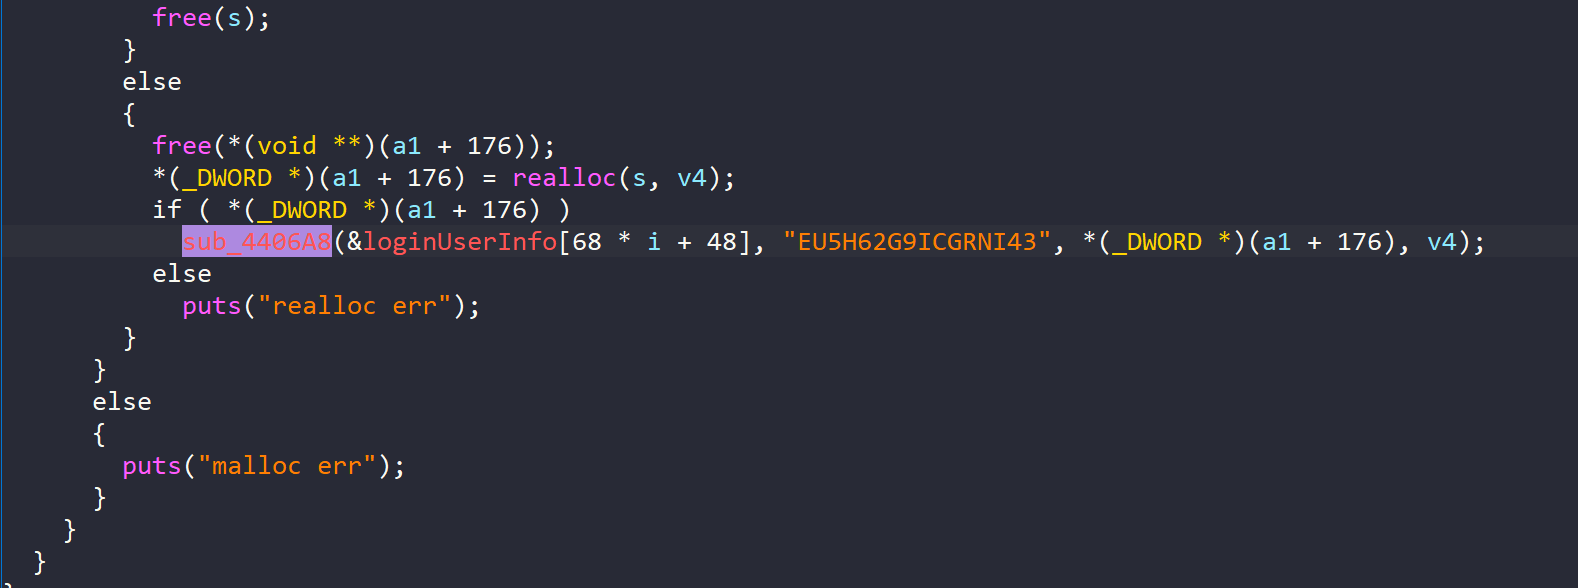 free(s);
}
else
{
free(*(void **)(a1 + 176));
*(_DWORD *)(a1 + 176) = realloc(s, v4);
if ( *(_DWORD *)(a1 + 176) )
sub_4406A8(&loginUserInfo[68 * i + 48], "EU5H62G9ICGRNI43", *(_DWORD *)(a1 + 176), v4);
else
puts("realloc err");
}
}
else
{
puts("malloc err");
}
}
}